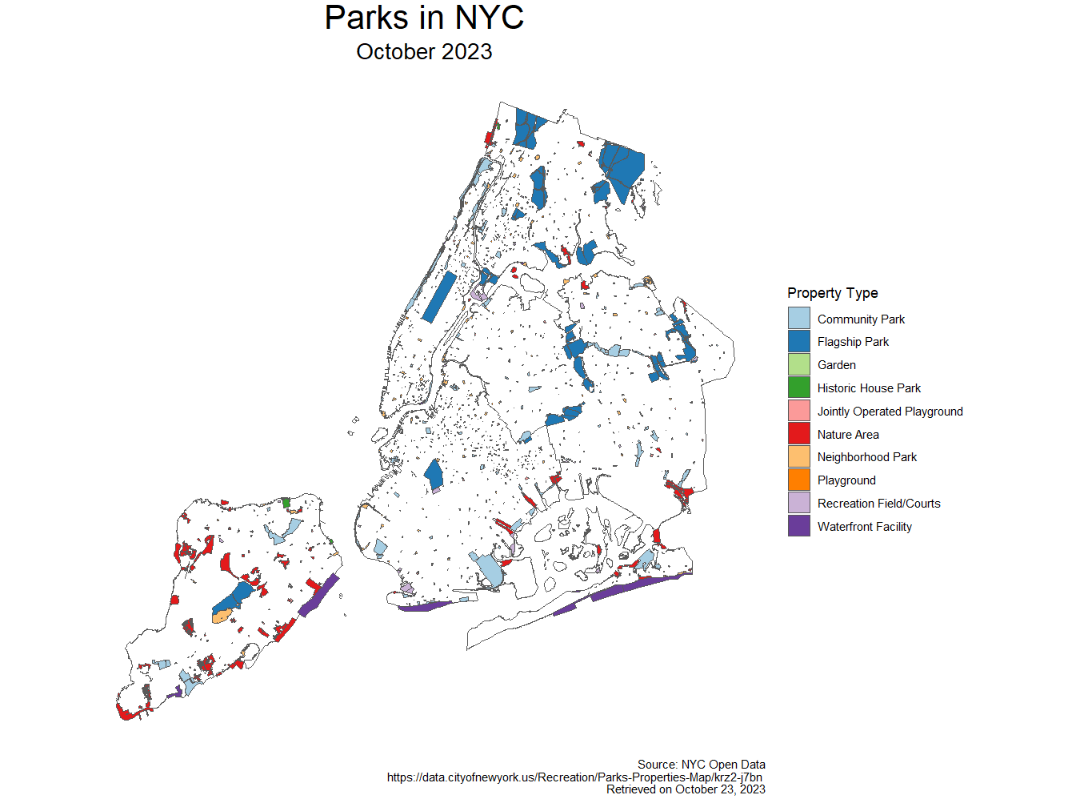 Parks in NYC
October 2023
Property Type
Community Park
Flagship Park
Garden
Historic House Park
Jointly Operated Playground
Nature Area
Neighborhood Park
Playground
Recreation Field/Courts
Waterfront Facility
Source: NYC Open Data
https://data.cityofnewyork.us/Recreation/Parks-Properties-Map/krz2-j7bn
Retrieved on October 23, 2023